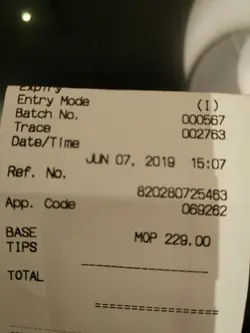 Expiry
Entry Mode (I)
Batch No. 000567
Trace 002763
Date/Time
JUN 07, 2019 15:07
Ref. No.
820280725463
App. Code 069262
BASE MOP 229.00
TIPS
TOTAL